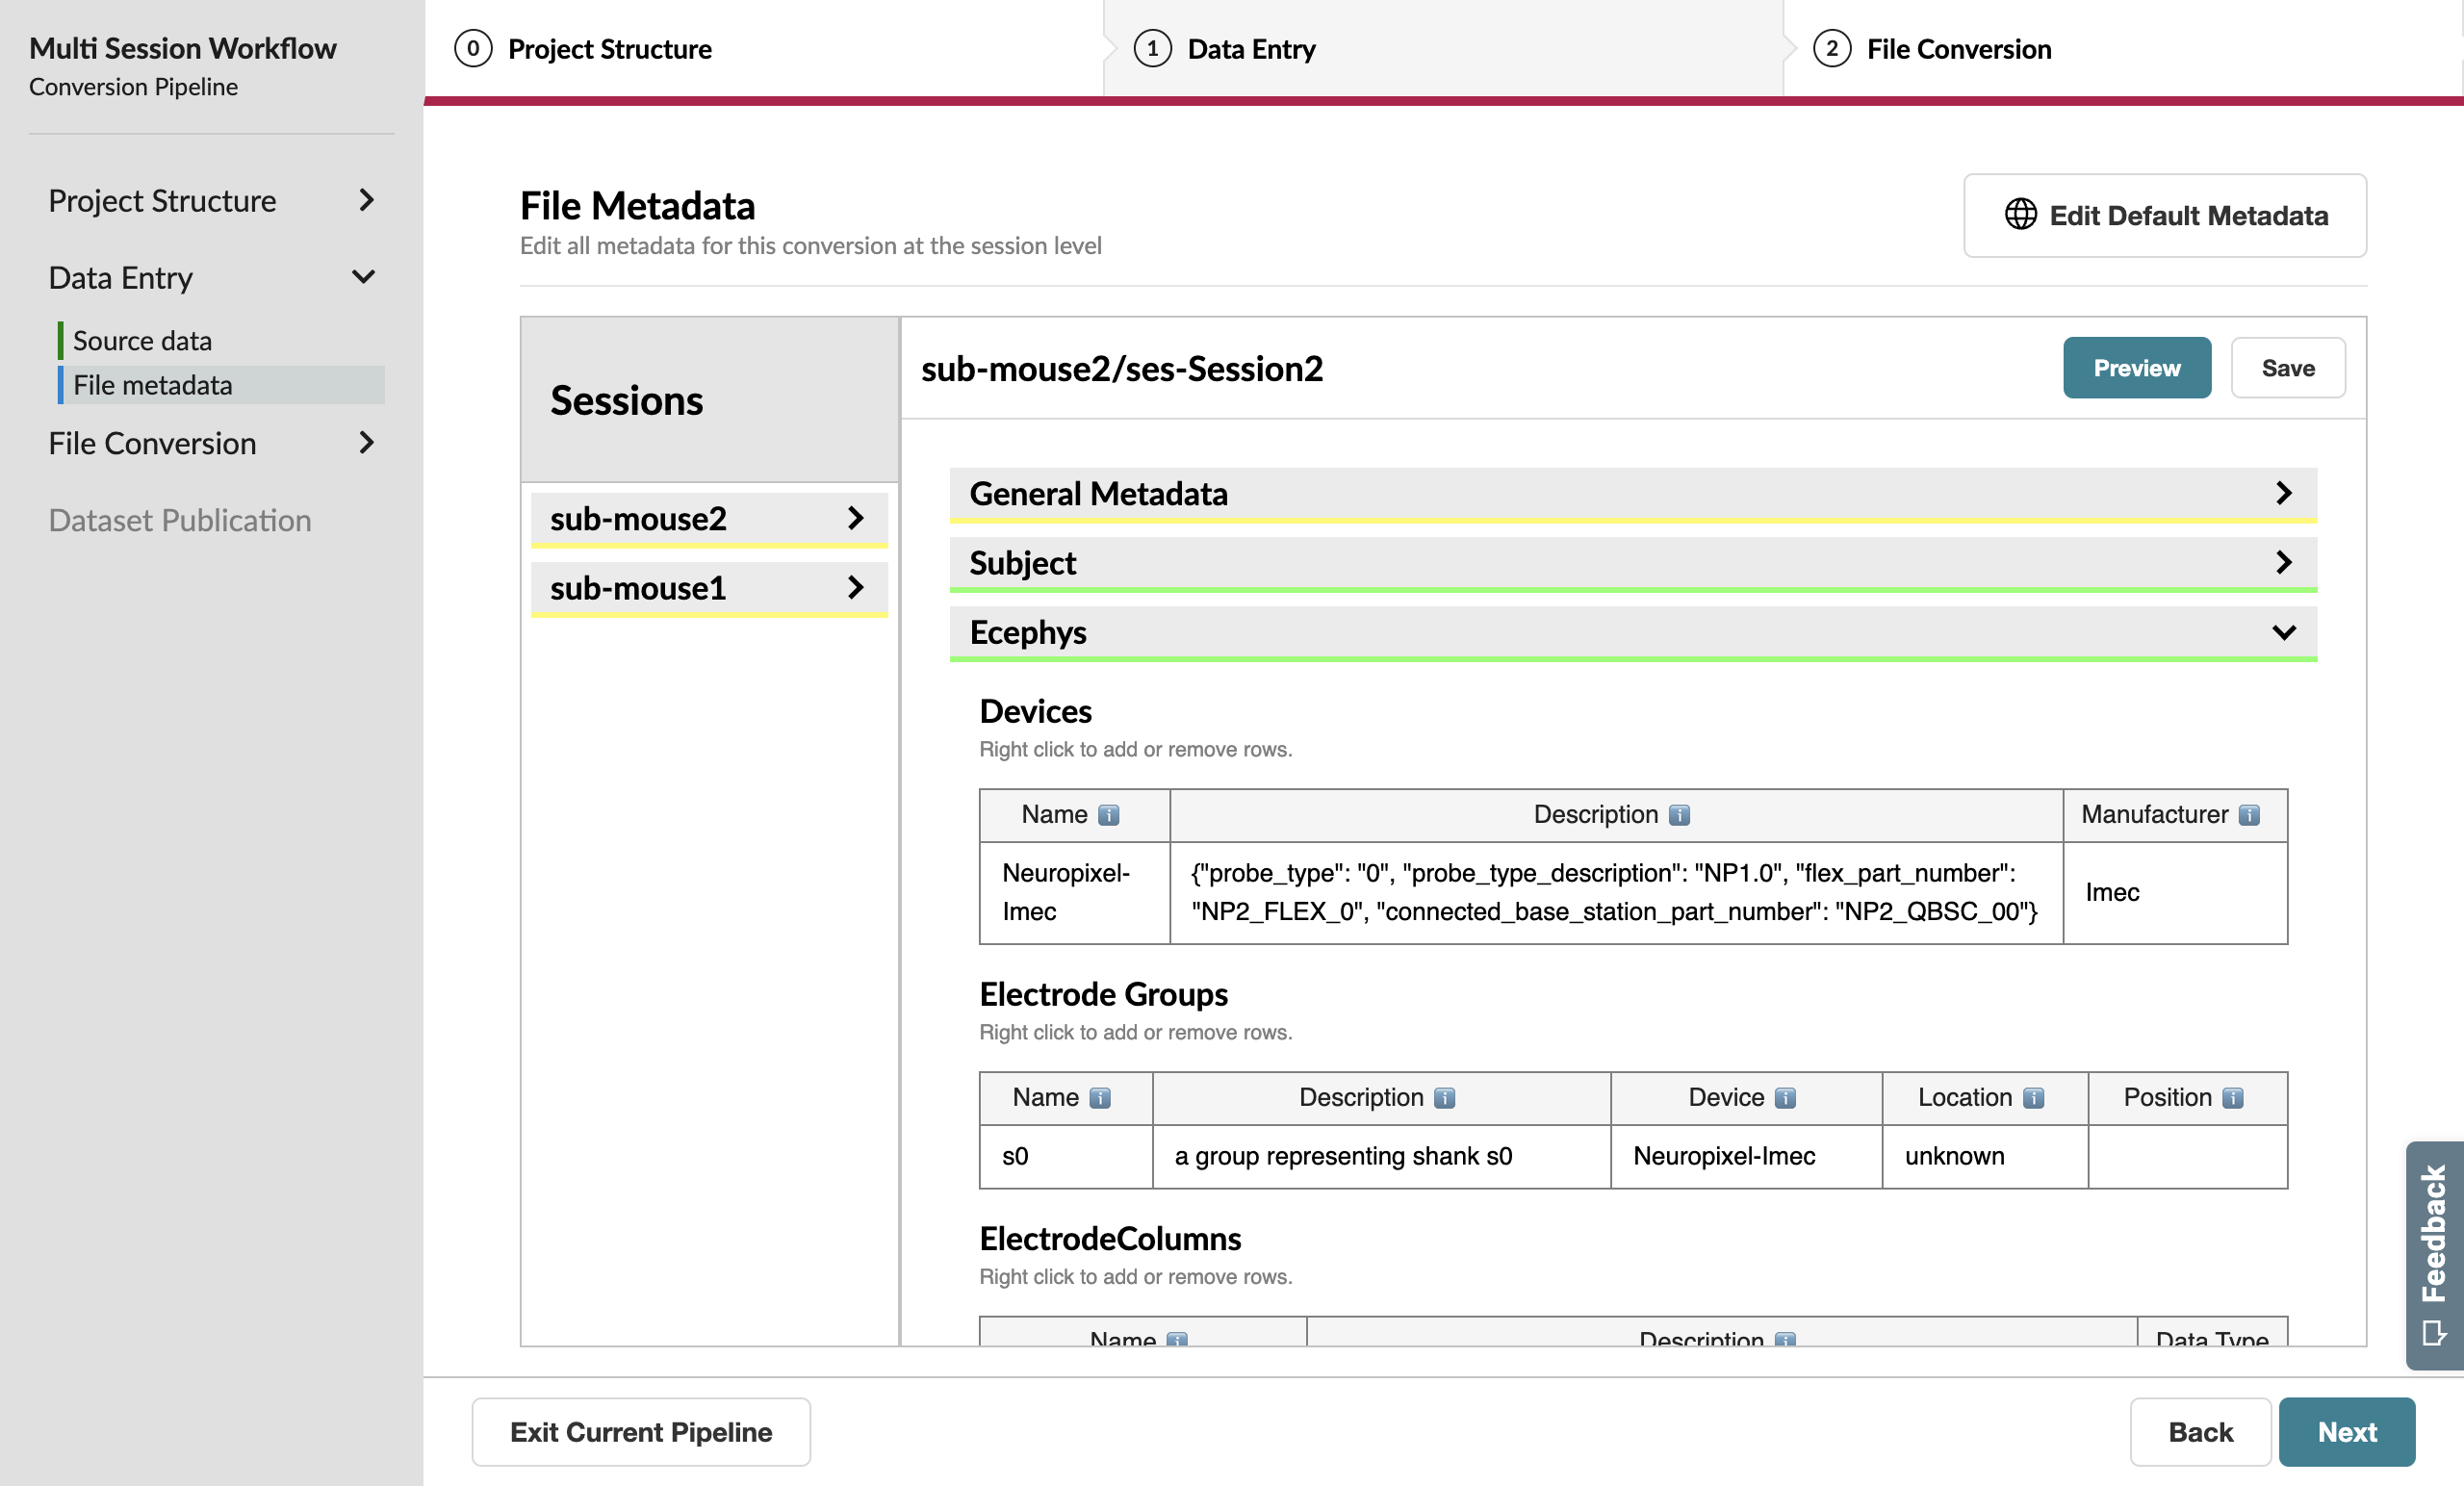 Multi Session Workflow
Conversion Pipeline
Project Structure
Data Entry
Source data
File metadata
File Conversion
Dataset Publication
0 Project Structure
1 Data Entry
2 File Conversion
File Metadata
Edit all metadata for this conversion at the session level
Edit Default Metadata
Sessions
sub-mouse2
sub-mouse1
sub-mouse2/ses-Session2
Preview
Save
General Metadata
Subject
Ecephys
Devices
Right click to add or remove rows.
Name Description Manufacturer
Neuropixel-
Imec
{"probe_type": "0", "probe_type_description": "NP1.0", "flex_part_number":
"NP2_FLEX_0", "connected_base_station_part_number": "NP2_QBSC_00"}
Imec
Electrode Groups
Right click to add or remove rows.
Name Description Device Location Position
s0 a group representing shank s0 Neuropixel-Imec unknown
ElectrodeColumns
Right click to add or remove rows.
Name Description Data Type
Feedback
Exit Current Pipeline
Back
Next